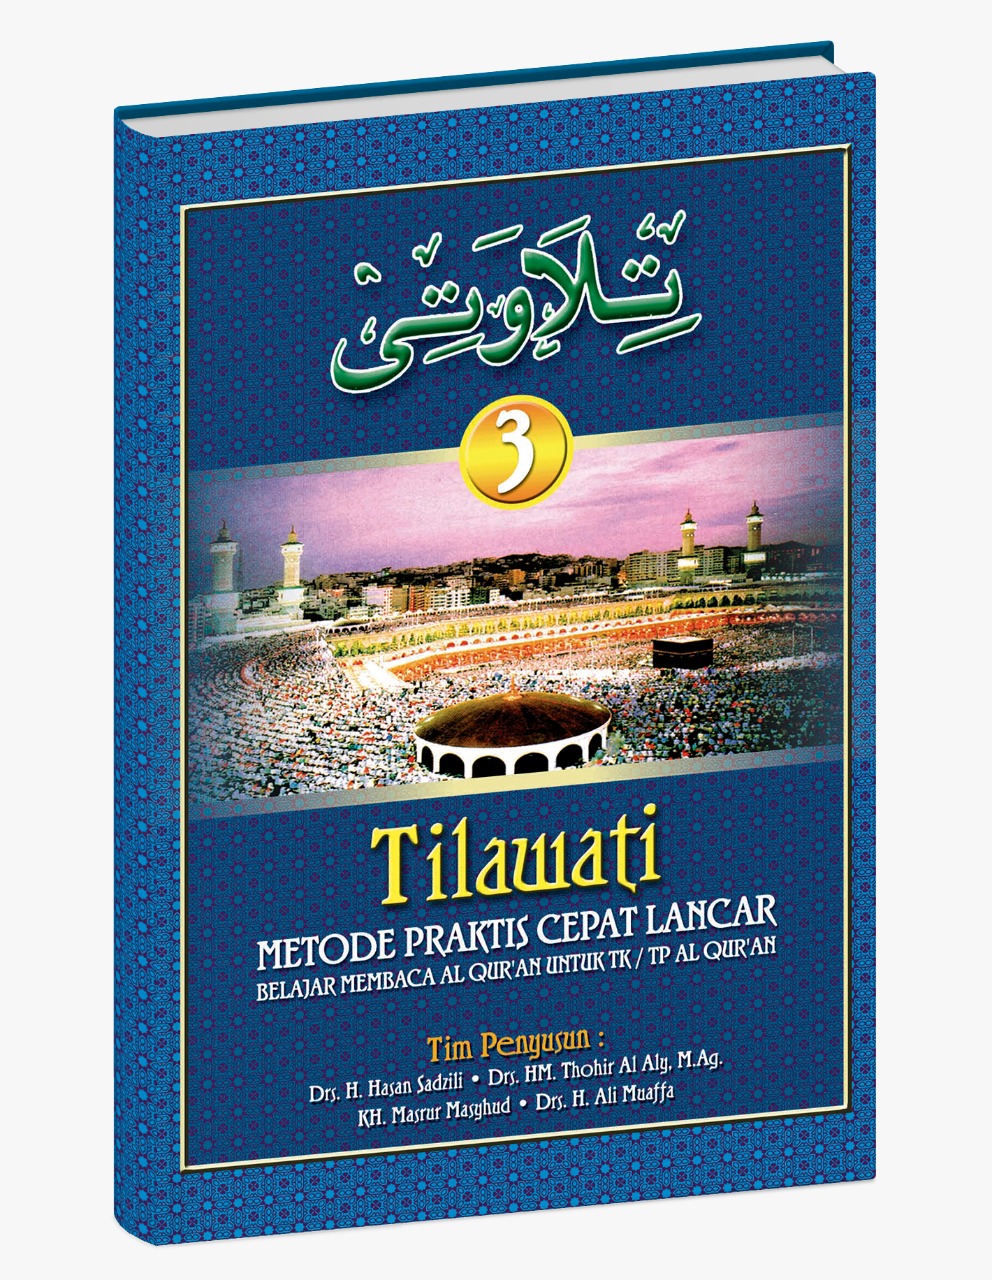 تِلَاوَتِيْ
3
Tilawati
METODE PRAKTIS CEPAT LANCAR
BELAJAR MEMBACA AL QUR'AN UNTUK TK / TP AL QUR'AN
Tim Penyusun :
Drs. H. Hasan Sadzili • Drs. HM. Thohir Al Aly, M.Ag.
KH. Masrur Masyhud • Drs. H. Ali Muaffa